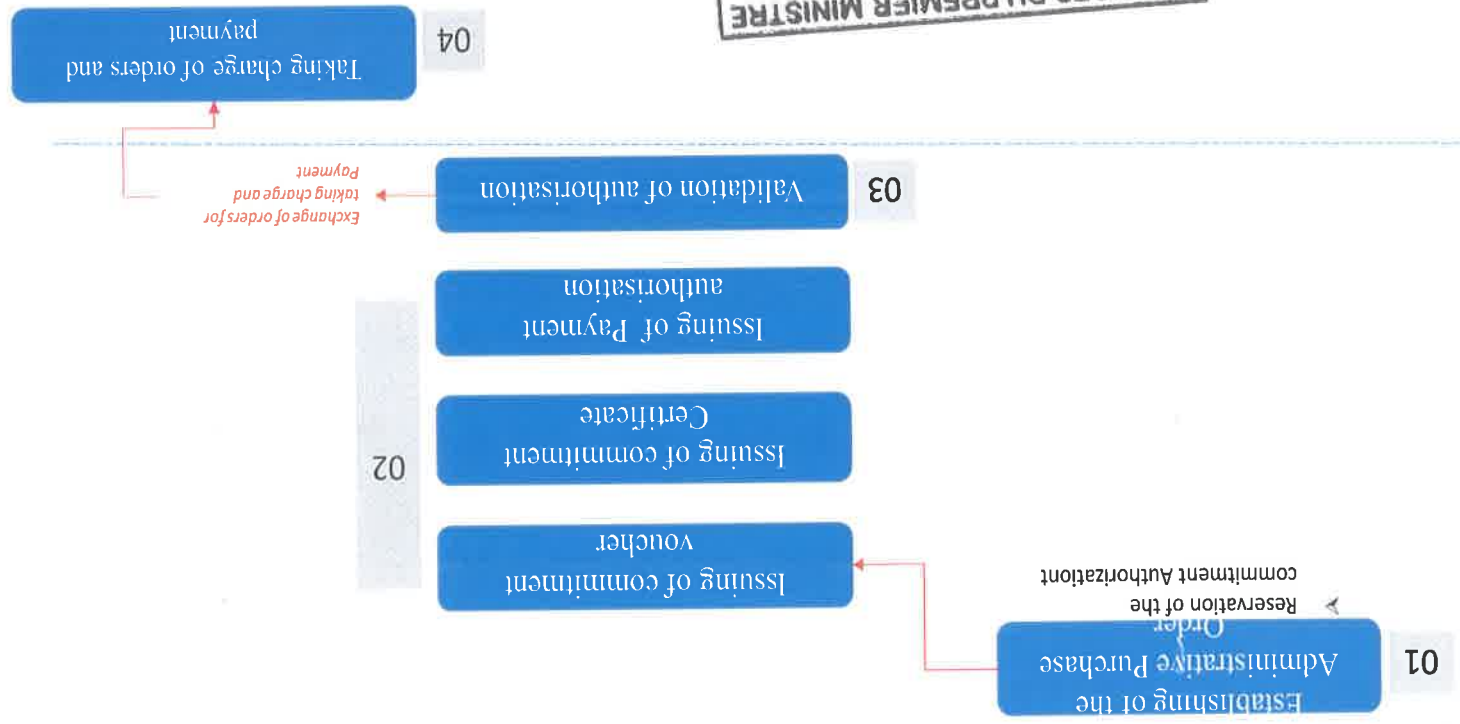 01
Establishing of the
Administrative Purchase
Order
➤ Reservation of the
commitment Authorizationt
Issuing of commitment
voucher
Issuing of commitment
Certificate
Issuing of Payment
authorisation
02
03
Validation of authorisation
Exchange of orders for
taking charge and
Payment
04
Taking charge of orders and
payment
DU PREMIER MINISTRE